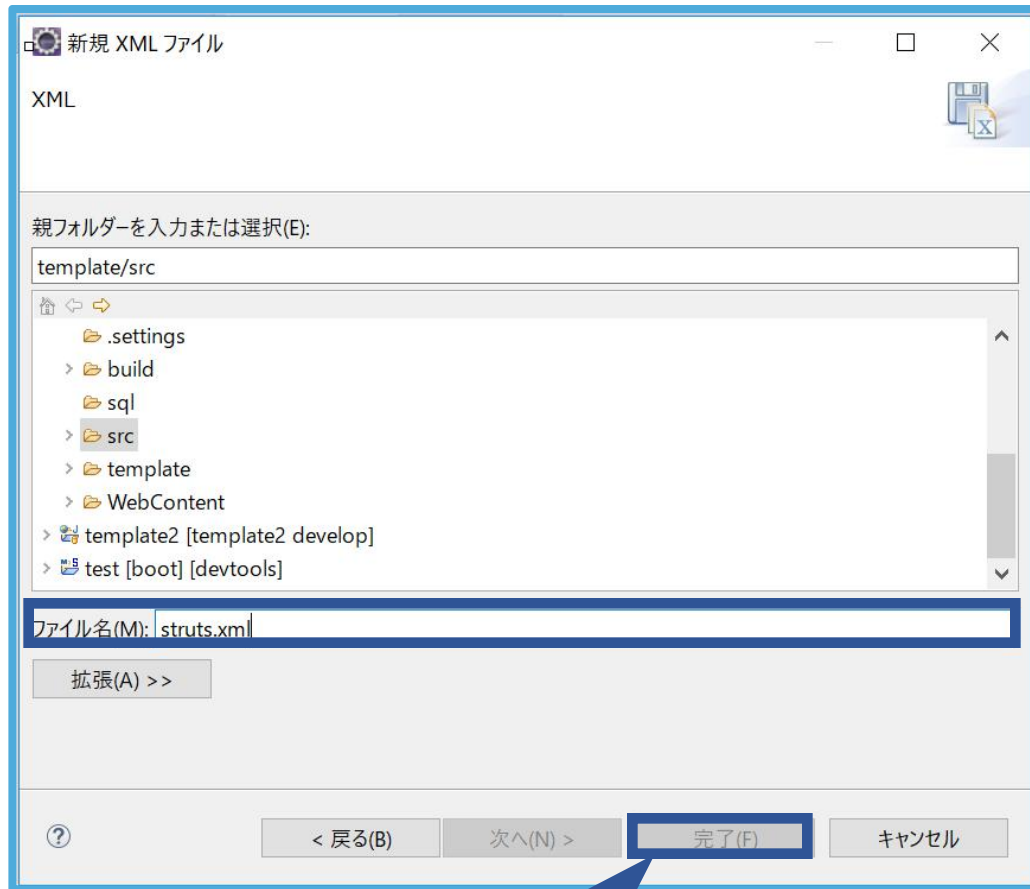 新規 XML ファイル
XML
親フォルダーを入力または選択(E):
template/src
.settings
build
sql
src
template
WebContent
template2 [template2 develop]
test [boot] [devtools]
ファイル名(M): struts.xml
拡張(A) >>
< 戻る(B) 次へ(N) > 完了(F) キャンセル